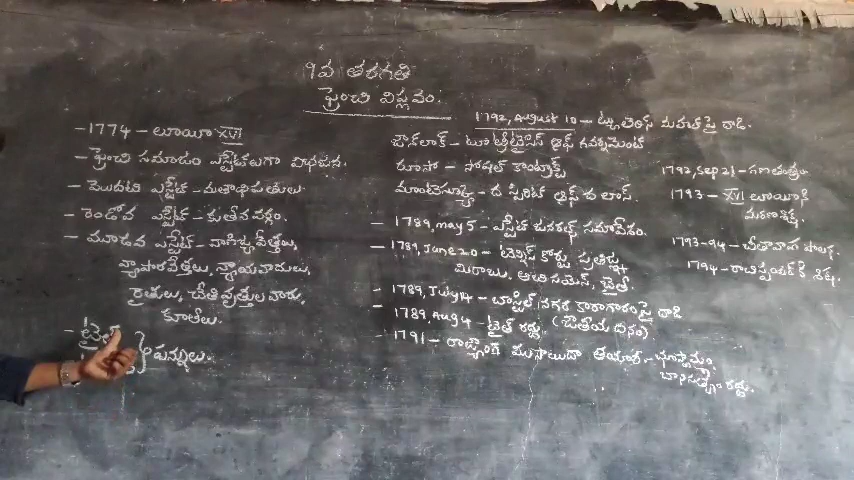 9వ తరగతి
ఫ్రెంచి విప్లవం.
- 1774 - లూయీ XVI
- ఫ్రెంచి సమాజం ఎస్టేట్లుగా విభజన.
- మొదటి ఎస్టేట్ - మతాధిపతులు
- రెండోవ ఎస్టేట్ - కులీన వర్గం.
- మూడవ ఎస్టేట్ - వాణిజ్యవేత్తలు,
వ్యాపారవేత్తలు, న్యాయవాదులు,
రైతులు, చేతివృత్తుల వారు,
కూలీలు.
పన్నులు.
1792, August 10 - దాడి.
జాన్‌లాక్ - టూ ట్రీటైసెస్ ఆఫ్ గవర్నమెంట్
రూసో - సోషల్ కాంట్రాక్ట్
మాంటెస్క్యూ - ద స్పిరిట్ ఆఫ్ ద లాస్.
- 1789, May 5 - ఎస్టేట్ జనరల్స్ సమావేశం.
- 1789, June 20 - టెన్నిస్ కోర్టు ప్రతిజ్ఞ
మిరాబు, అబెసెయస్,
- 1789, July 14 - బాస్టిల్ నగర కారాగారంపై దాడి
- 1789, Aug 4 - టైత్ రద్దు. (జాతీయ దినం)
- 1791 - రాజ్యాంగ ముసాయిదా తయారు - భూస్వామ్యం,
బానిసత్వం రద్దు.
1792, Sep 21 - గణతంత్రం
1793 - XVI లూయీకి
మరణశిక్ష.
1793-94 - భీతావహ పాలన.
1794 - రాబిస్పియర్‌కి శిక్ష.